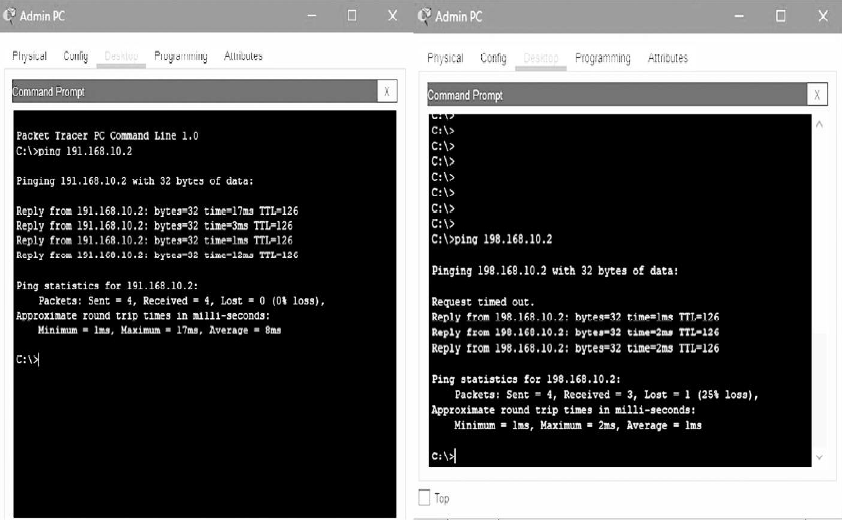 Admin PC
Physical Config Desktop Programming Attributes
Command Prompt
X
Packet Tracer PC Command Line 1.0
C:\>ping 191.168.10.2
Pinging 191.168.10.2 with 32 bytes of data:
Reply from 191.168.10.2: bytes=32 time=17ms TTL=126
Reply from 191.168.10.2: bytes=32 time=3ms TTL=126
Reply from 191.168.10.2: bytes=32 time=1ms TTL=126
Reply from 191.168.10.2: bytes=32 time=12ms TTL=126
Ping statistics for 191.168.10.2:
Packets: Sent = 4, Received = 4, Lost = 0 (0% loss),
Approximate round trip times in milli-seconds:
Minimum = 1ms, Maximum = 17ms, Average = 8ms
C:\>
Admin PC
Physical Config Desktop Programming Attributes
Command Prompt
X
C:\>
C:\>
C:\>
C:\>
C:\>
C:\>
C:\>
C:\>
C:\>ping 198.168.10.2
Pinging 198.168.10.2 with 32 bytes of data:
Request timed out.
Reply from 198.168.10.2: bytes=32 time=1ms TTL=126
Reply from 198.168.10.2: bytes=32 time=2ms TTL=126
Reply from 198.168.10.2: bytes=32 time=2ms TTL=126
Ping statistics for 198.168.10.2:
Packets: Sent = 4, Received = 3, Lost = 1 (25% loss),
Approximate round trip times in milli-seconds:
Minimum = 1ms, Maximum = 2ms, Average = 1ms
C:\>
Top